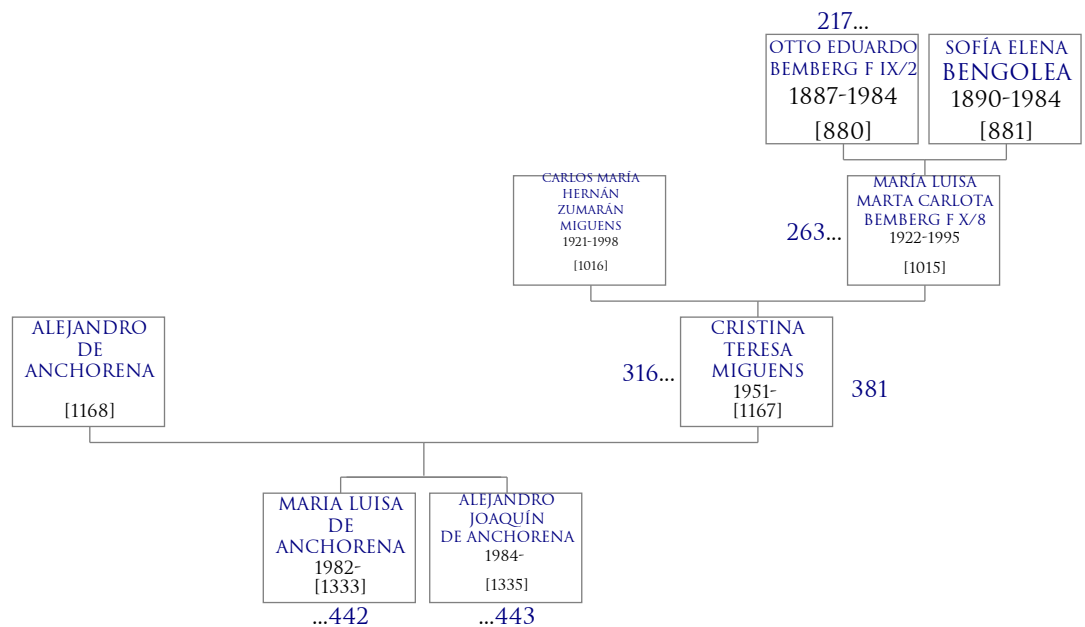 217...
OTTO EDUARDO
BEMBERG F IX/2
1887-1984
[880]
SOFÍA ELENA
BENGOLEA
1890-1984
[881]
CARLOS MARÍA
HERNÁN
ZUMARÁN
MIGUENS
1921-1998
[1016]
263...
MARÍA LUISA
MARTA CARLOTA
BEMBERG F X/8
1922-1995
[1015]
ALEJANDRO
DE
ANCHORENA
[1168]
316...
CRISTINA
TERESA
MIGUENS
1951-
[1167]
381
MARIA LUISA
DE
ANCHORENA
1982-
[1333]
...442
ALEJANDRO
JOAQUÍN
DE ANCHORENA
1984-
[1335]
...443